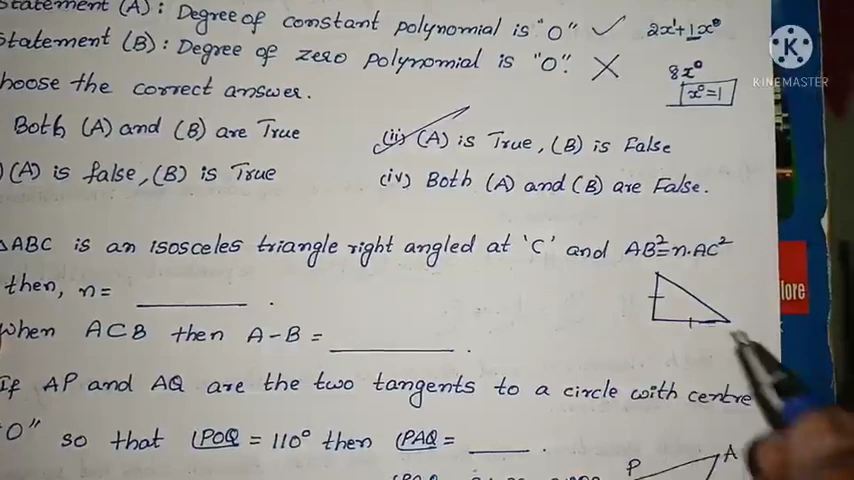 Statement (A): Degree of constant polynomial is "0" ✓ 2x¹+1x⁰
Statement (B): Degree of zero polynomial is "0". ✗ 8x⁰
x⁰=1
KINEMASTER
hoose the correct answer.
Both (A) and (B) are True (ii) (A) is True, (B) is False
) (A) is false, (B) is True (iv) Both (A) and (B) are False.
ABC is an isosceles triangle right angled at 'C' and AB²=n.AC²
then, n= ________ .
When ACB then A-B = ________ .
If AP and AQ are the two tangents to a circle with centre
"O" so that ∠POQ = 110° then ∠PAQ = ____ .
P A
lore